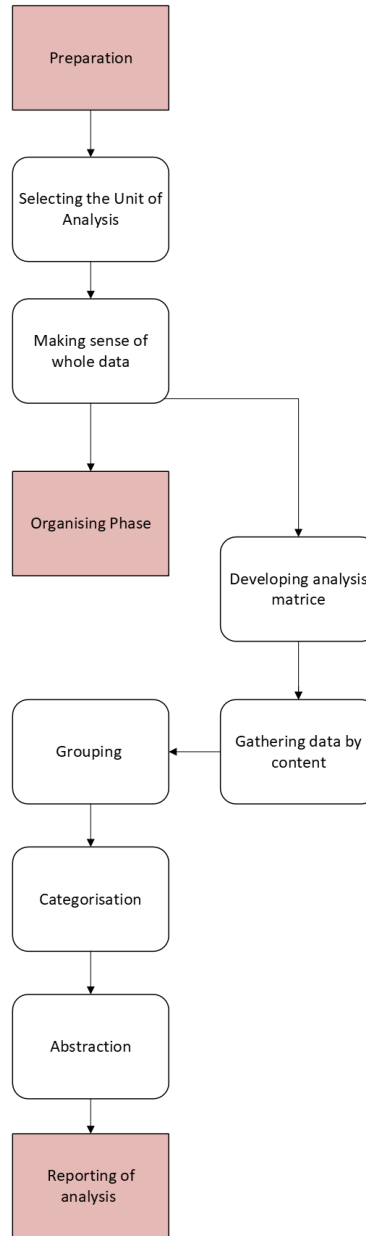 Preparation
Selecting the Unit of
Analysis
Making sense of
whole data
Organising Phase
Developing analysis
matrice
Gathering data by
content
Grouping
Categorisation
Abstraction
Reporting of
analysis